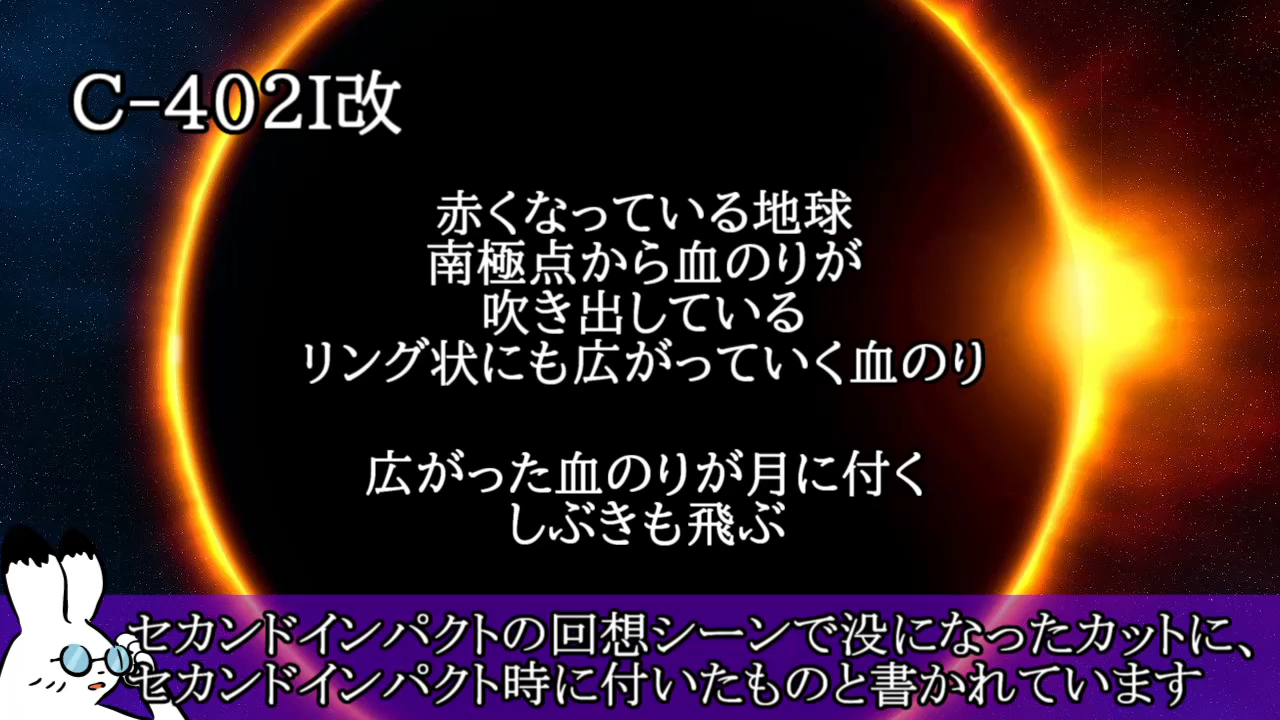 C-402I改
赤くなっている地球
南極点から血のりが
吹き出している
リング状にも広がっていく血のり
広がった血のりが月に付く
しぶきも飛ぶ
セカンドインパクトの回想シーンで没になったカットに、
セカンドインパクト時に付いたものと書かれています